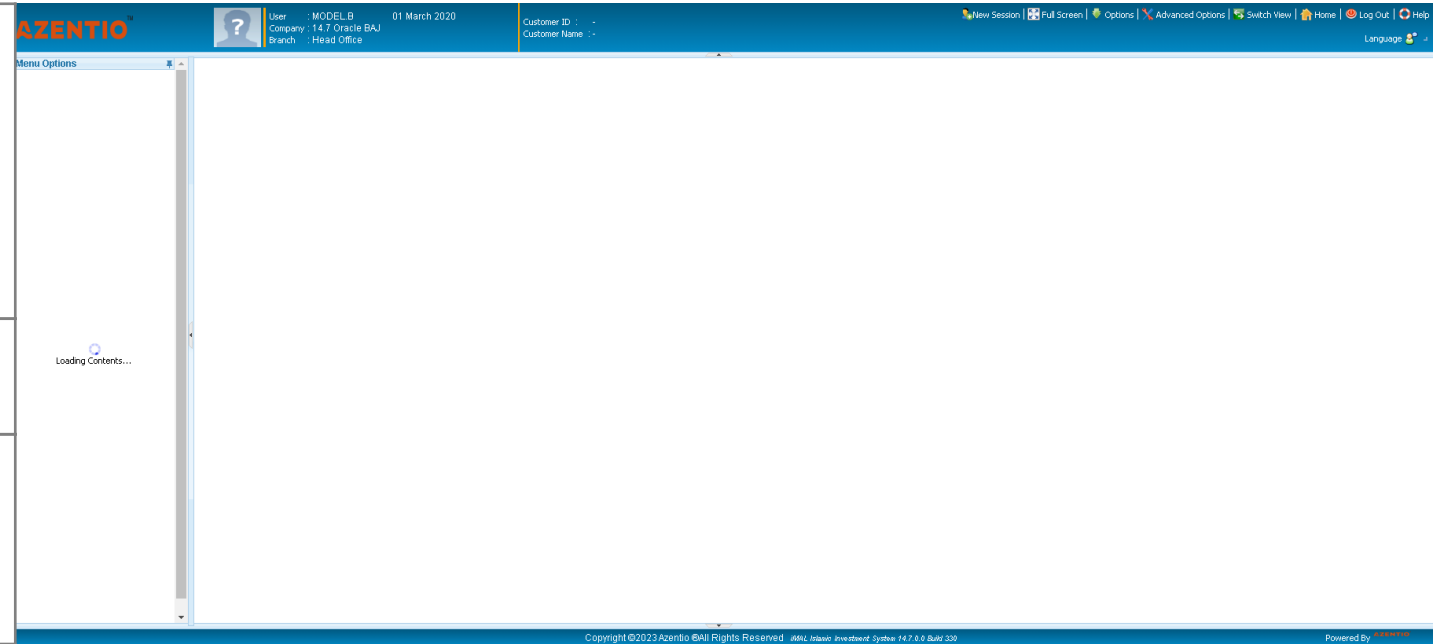 AZENTIO
User : MODEL.B 01 March 2020
Company : 14.7 Oracle BAJ
Branch : Head Office
Customer ID : -
Customer Name : -
New Session | Full Screen | Options | Advanced Options | Switch View | Home | Log Out | Help
Language
Menu Options
Loading Contents...
Copyright ©2023 Azentio ®All Rights Reserved iMAL Islamic Investment System 14.7.0.0 Build 330
Powered By AZENTIO